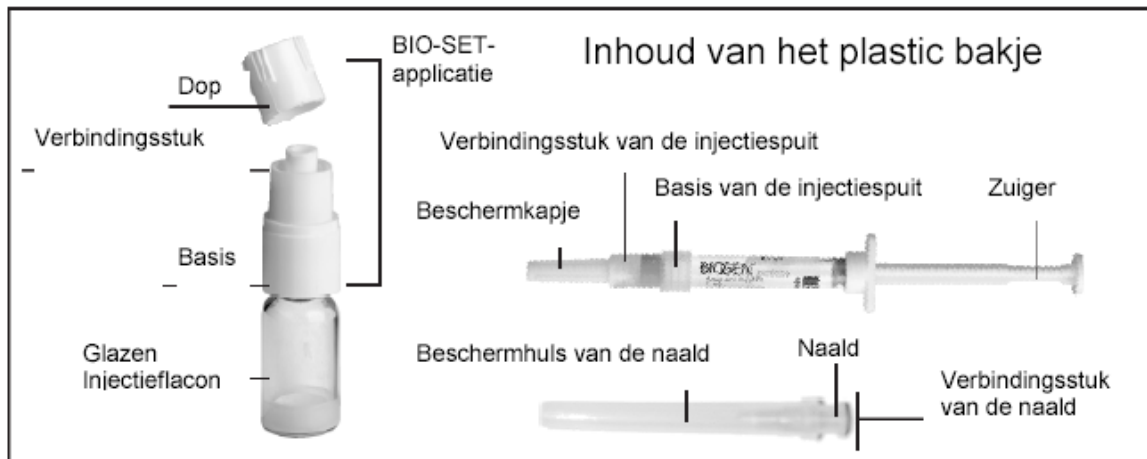 Inhoud van het plastic bakje
BIO-SET-
applicatie
Dop
Verbindingsstuk
Basis
Glazen
Injectieflacon
Verbindingsstuk van de injectiespuit
Basis van de injectiespuit
Zuiger
Beschermkapje
BIOGEN
Beschermhuls van de naald
Naald
Verbindingsstuk
van de naald